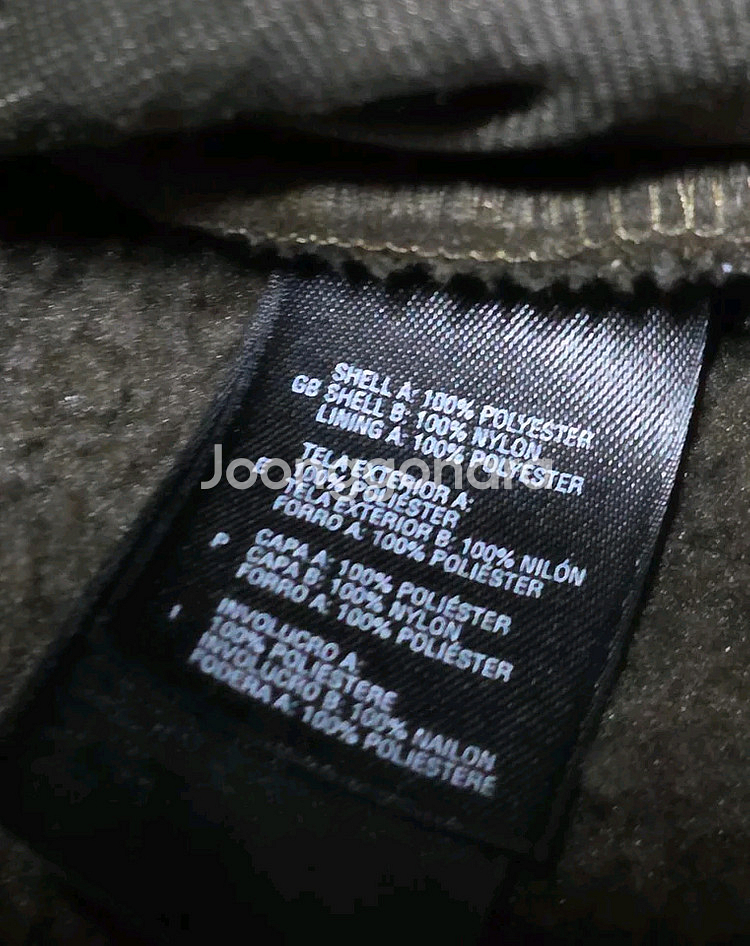 SHELL A: 100% POLYESTER
GB SHELL B: 100% NYLON
LINING A: 100% POLYESTER
Joonggonara
TELA EXTERIOR A:
E 100% POLIÉSTER
TELA EXTERIOR B: 100% NILÓN
FORRO A: 100% POLIÉSTER
P CAPA A: 100% POLIÉSTER
CAPA B: 100% NYLON
FORRO A: 100% POLIÉSTER
I INVOLUCRO A:
100% POLIESTERE
INVOLUCRO B: 100% NAILON
FODERA A: 100% POLIESTERE